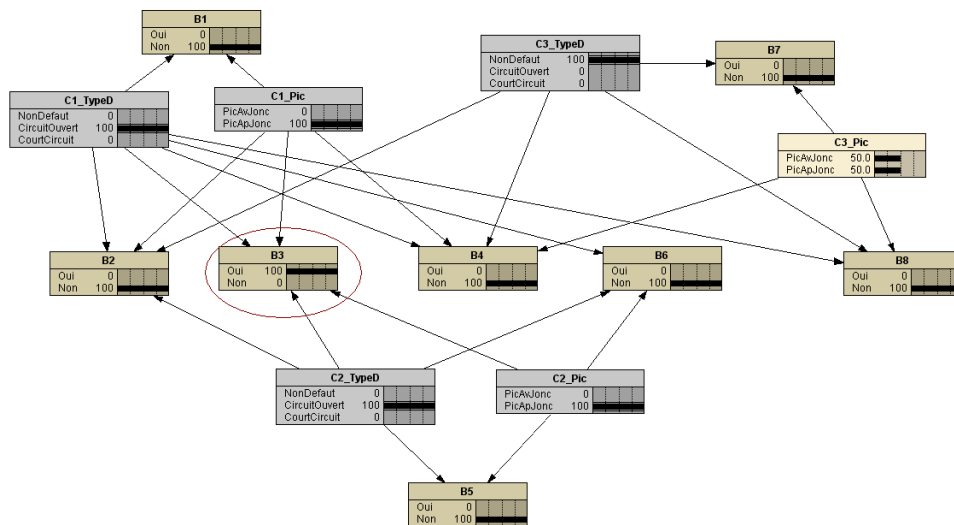 B1
Oui 0
Non 100
C3_TypeD
NonDefaut 100
CircuitOuvert 0
CourtCircuit 0
B7
Oui 0
Non 100
C1_TypeD
NonDefaut 0
CircuitOuvert 100
CourtCircuit 0
C1_Pic
PicAvJonc 0
PicApJonc 100
C3_Pic
PicAvJonc 50.0
PicApJonc 50.0
B2
Oui 0
Non 100
B3
Oui 100
Non 0
B4
Oui 0
Non 100
B6
Oui 0
Non 100
B8
Oui 0
Non 100
C2_TypeD
NonDefaut 0
CircuitOuvert 100
CourtCircuit 0
C2_Pic
PicAvJonc 0
PicApJonc 100
B5
Oui 0
Non 100